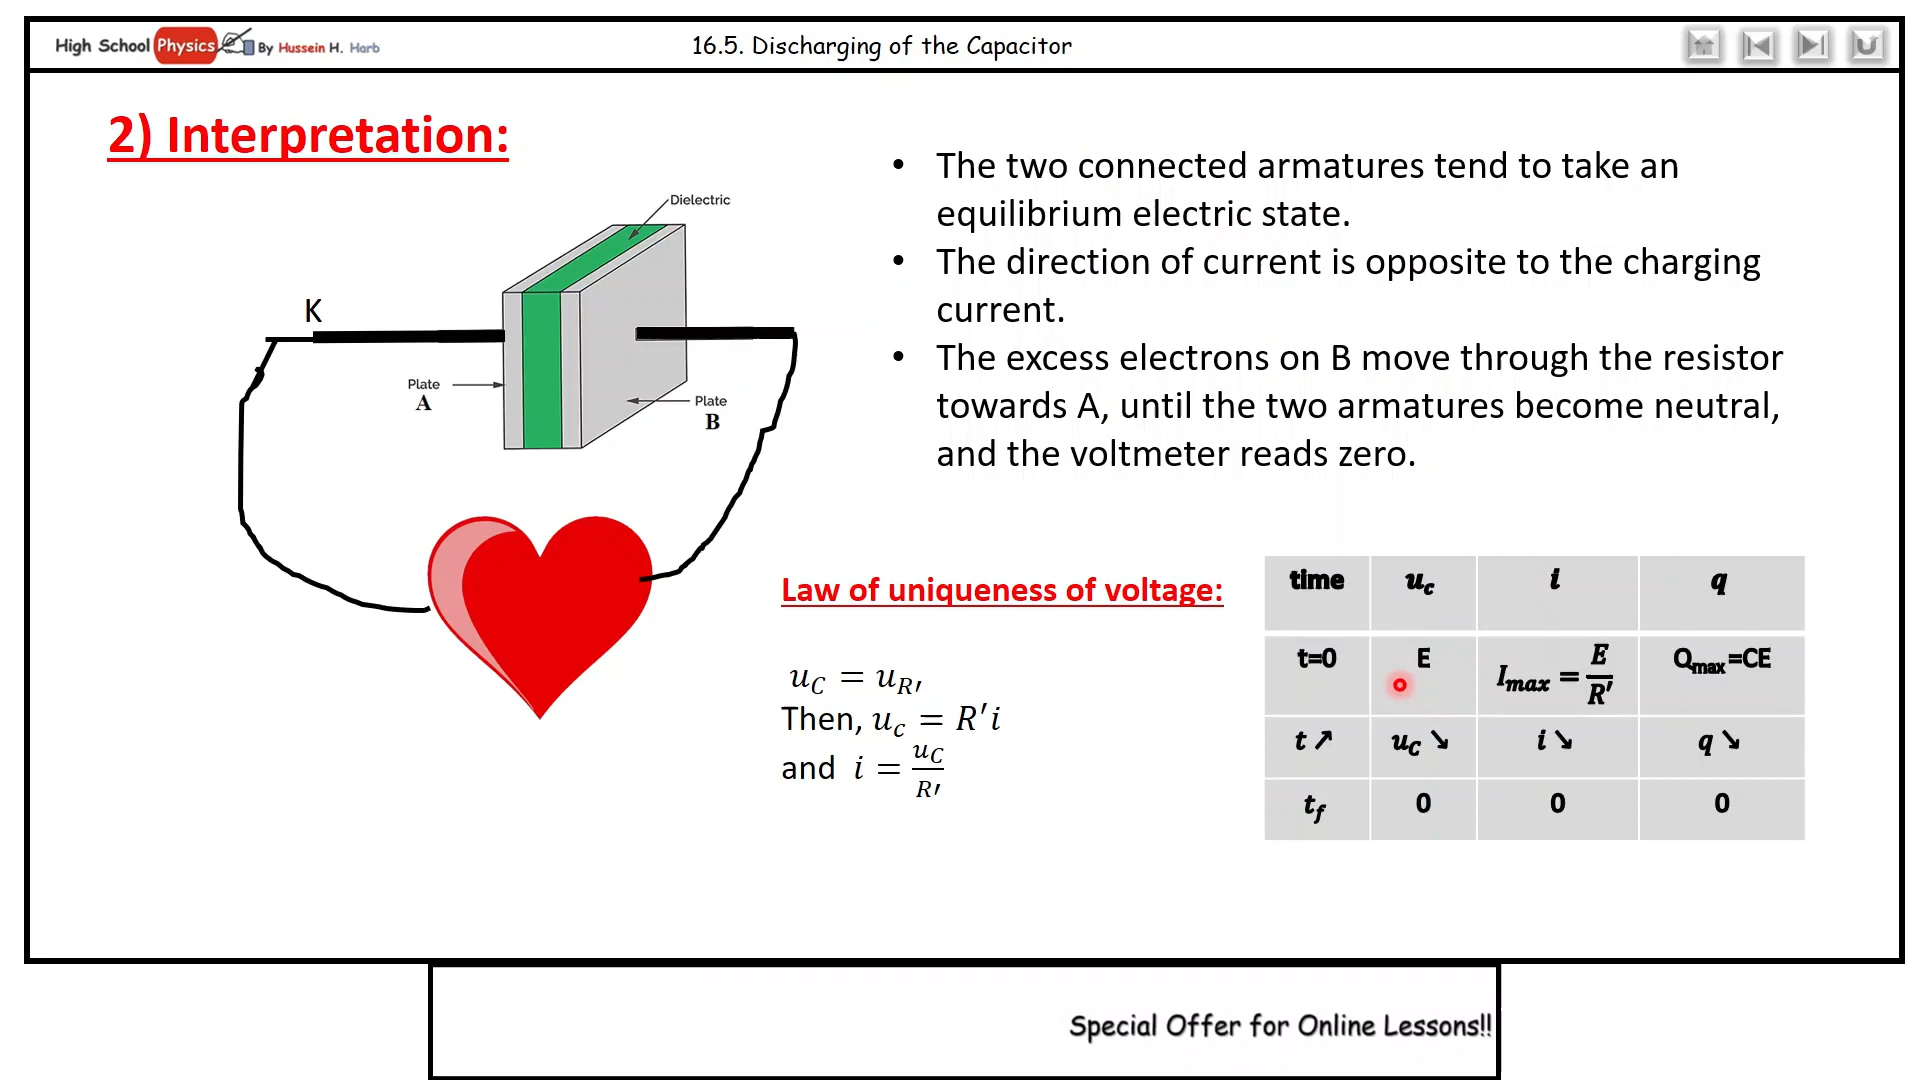 High School Physics By Hussein H. Harb
16.5. Discharging of the Capacitor
2) Interpretation:
Dielectric
K
Plate
A
Plate
B
• The two connected armatures tend to take an
equilibrium electric state.
• The direction of current is opposite to the charging
current.
• The excess electrons on B move through the resistor
towards A, until the two armatures become neutral,
and the voltmeter reads zero.
Law of uniqueness of voltage:
u_C = u_R′
Then, u_c = R′i
and i = u_C/R′
time u_c i q
t=0 E I_max = E/R′ Q_max=CE
t ↗ u_C ↘ i ↘ q ↘
t_f 0 0 0
Special Offer for Online Lessons!!